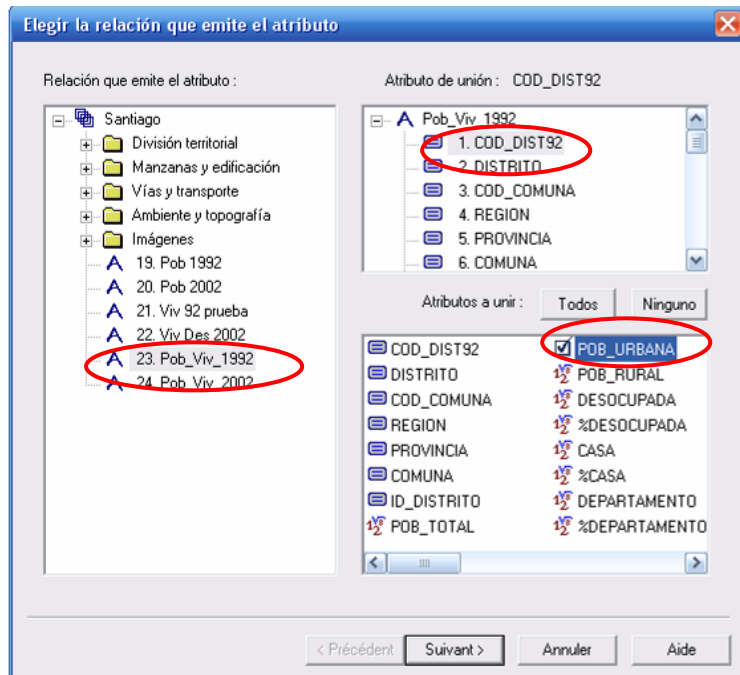 Elegir la relación que emite el atributo
Relación que emite el atributo :
Santiago
División territorial
Manzanas y edificación
Vías y transporte
Ambiente y topografía
Imágenes
19. Pob 1992
20. Pob 2002
21. Viv 92 prueba
22. Viv Des 2002
23. Pob_Viv_1992
24. Pob_Viv_2002
Atributo de unión : COD_DIST92
Pob_Viv_1992
1. COD_DIST92
2. DISTRITO
3. COD_COMUNA
4. REGION
5. PROVINCIA
6. COMUNA
Atributos a unir :
Todos
Ninguno
COD_DIST92
DISTRITO
COD_COMUNA
REGION
PROVINCIA
COMUNA
ID_DISTRITO
POB_TOTAL
POB_URBANA
POB_RURAL
DESOCUPADA
%DESOCUPADA
CASA
%CASA
DEPARTAMENTO
%DEPARTAMENTO
< Précédent
Suivant >
Annuler
Aide